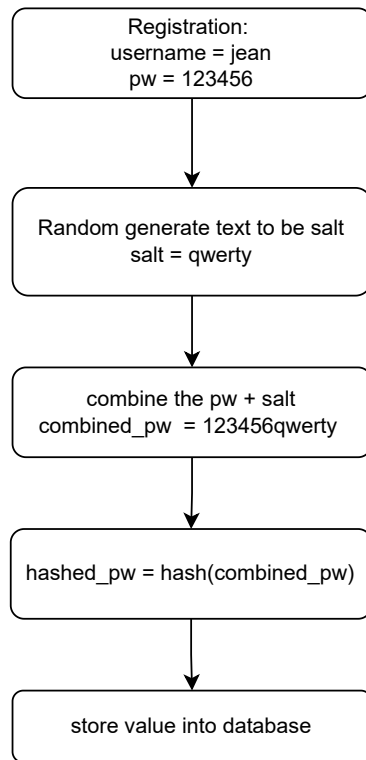 Registration:
username = jean
pw = 123456
Random generate text to be salt
salt = qwerty
combine the pw + salt
combined_pw  = 123456qwerty
hashed_pw = hash(combined_pw)
store value into database